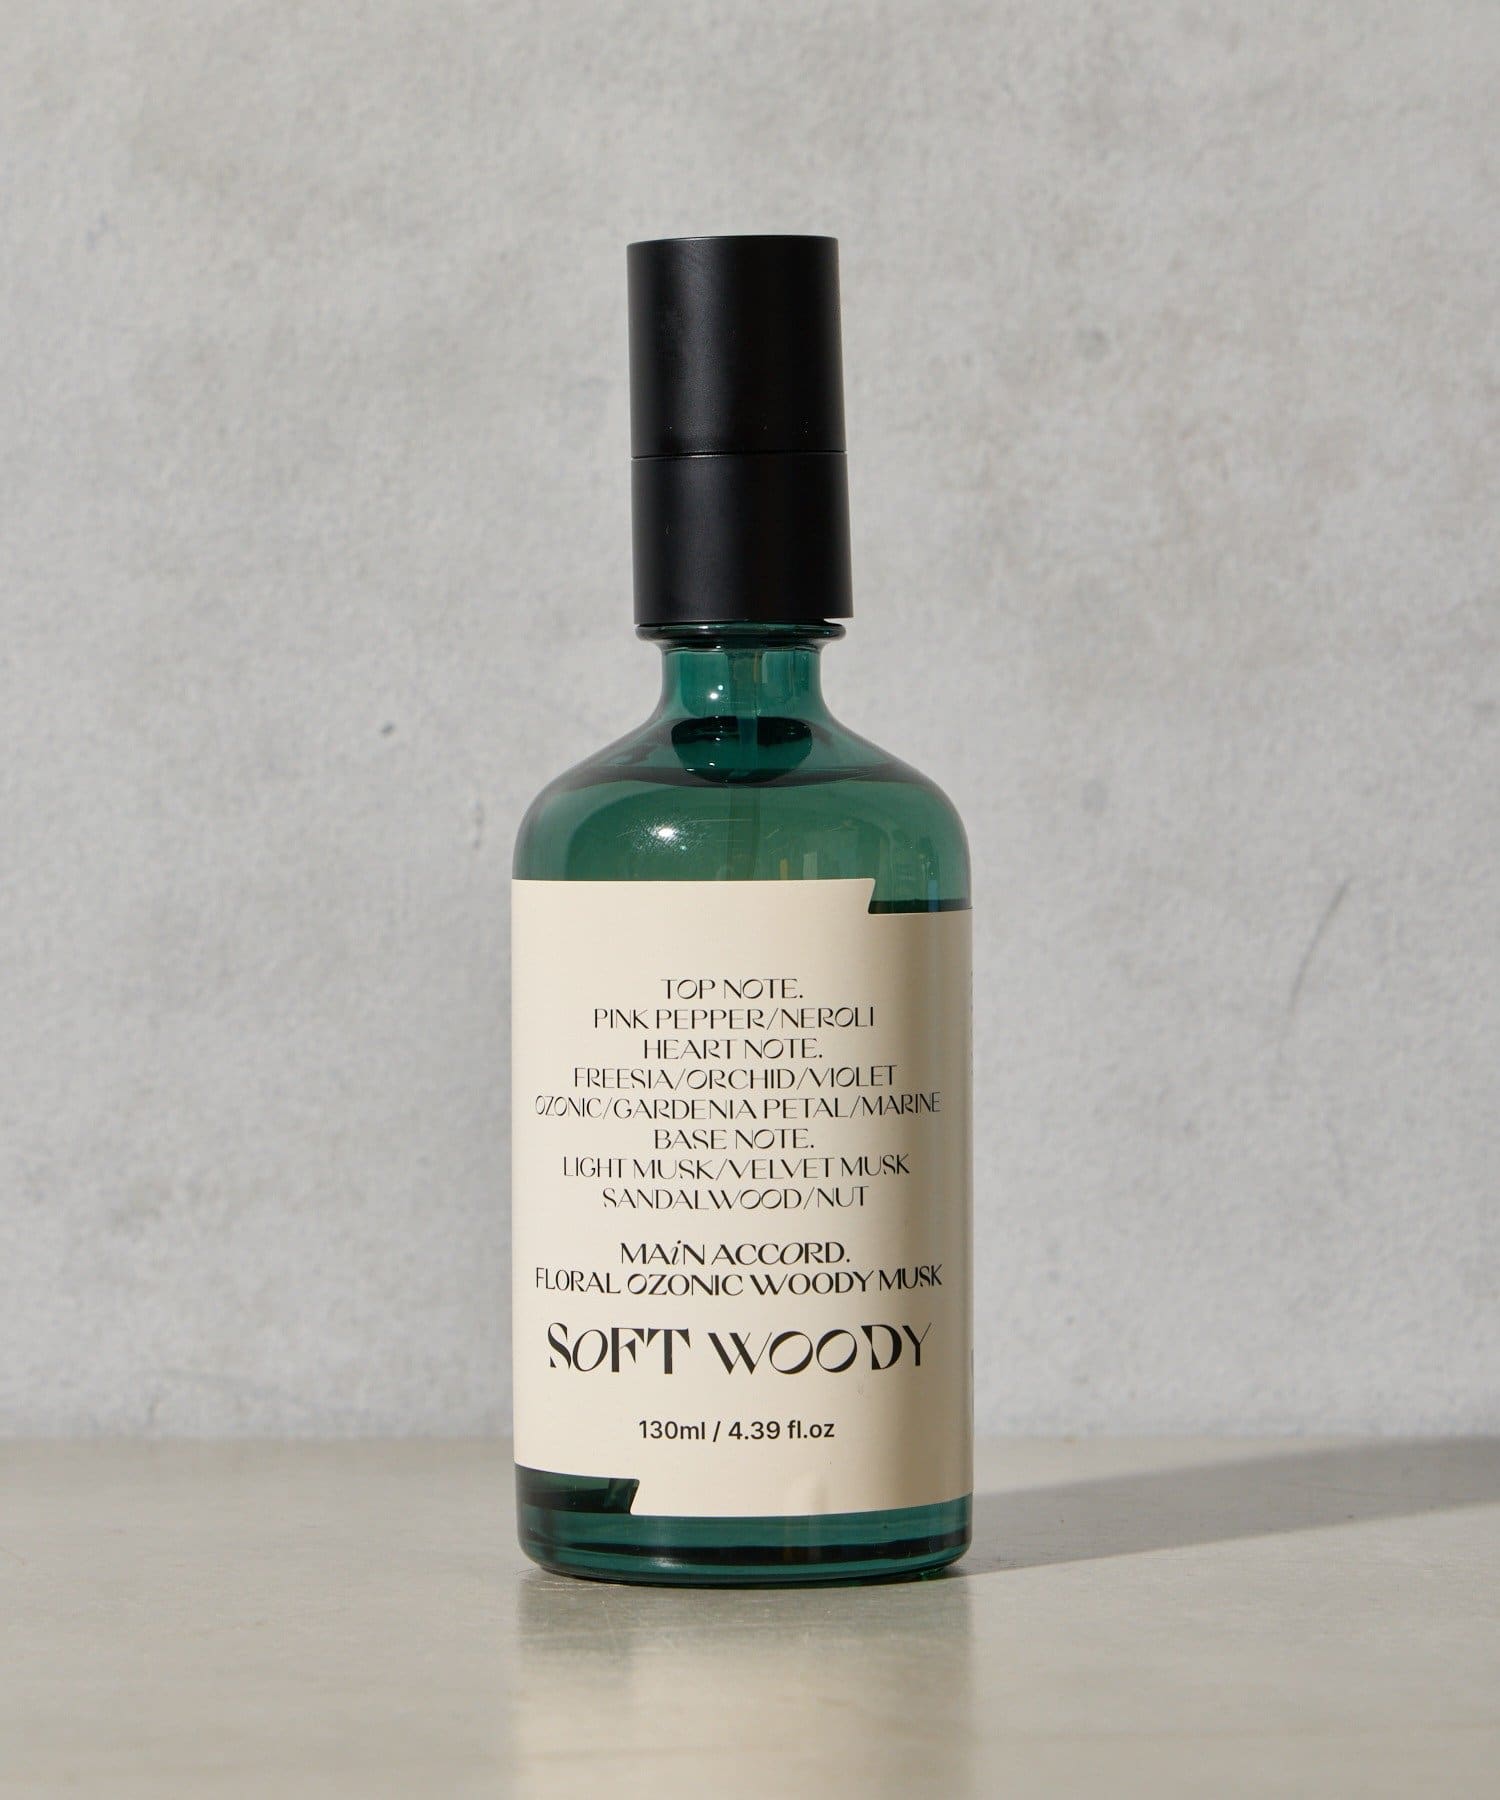 TOP NOTE.
PINK PEPPER/NEROLI
HEART NOTE.
FREESIA/ORCHID/VIOLET
OZONIC/GARDENIA PETAL/MARINE
BASE NOTE.
LIGHT MUSK/VELVET MUSK
SANDALWOOD/NUT
MAiN ACCORD.
FLORAL OZONIC WOODY MUSK
SOFT WOODY
130ml / 4.39 fl.oz